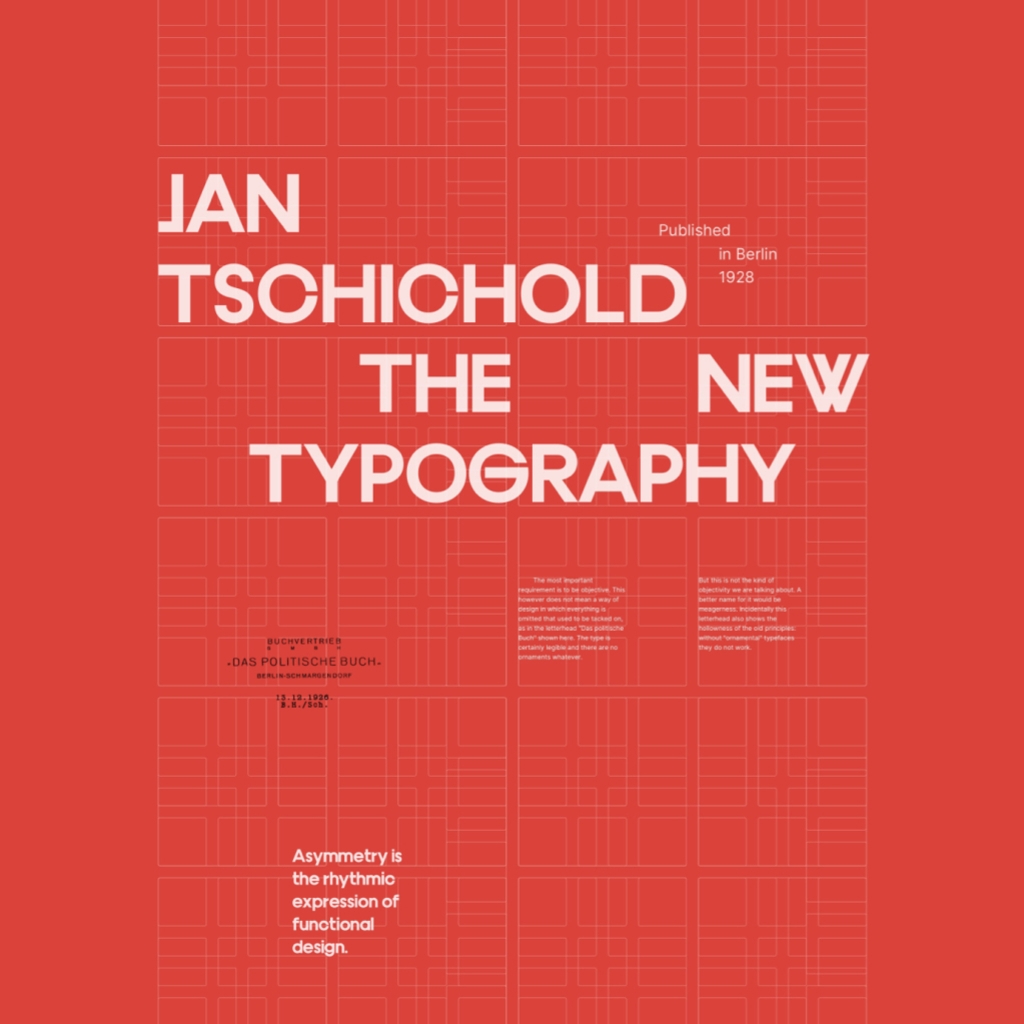 JAN
TSCHICHOLD
Published
in Berlin
1928
THE NEW
TYPOGRAPHY
The most important
requirement is to be objective. This
however does not mean a way of
design in which everything is
omitted that used to be tacked on,
as in the letterhead "Das politische
Buch" shown here. The type is
certainly legible and there are no
ornaments whatever.
But this is not the kind of
objectivity we are talking about. A
better name for it would be
meagerness. Incidentally this
letterhead also shows the
hollowness of the old principles:
without "ornamental" typefaces
they do not work.
BUCHVERTRIEB
«DAS POLITISCHE BUCH»
BERLIN-SCHMARGENDORF
13.12.1926.
B.H./Sch.
Asymmetry is
the rhythmic
expression of
functional
design.